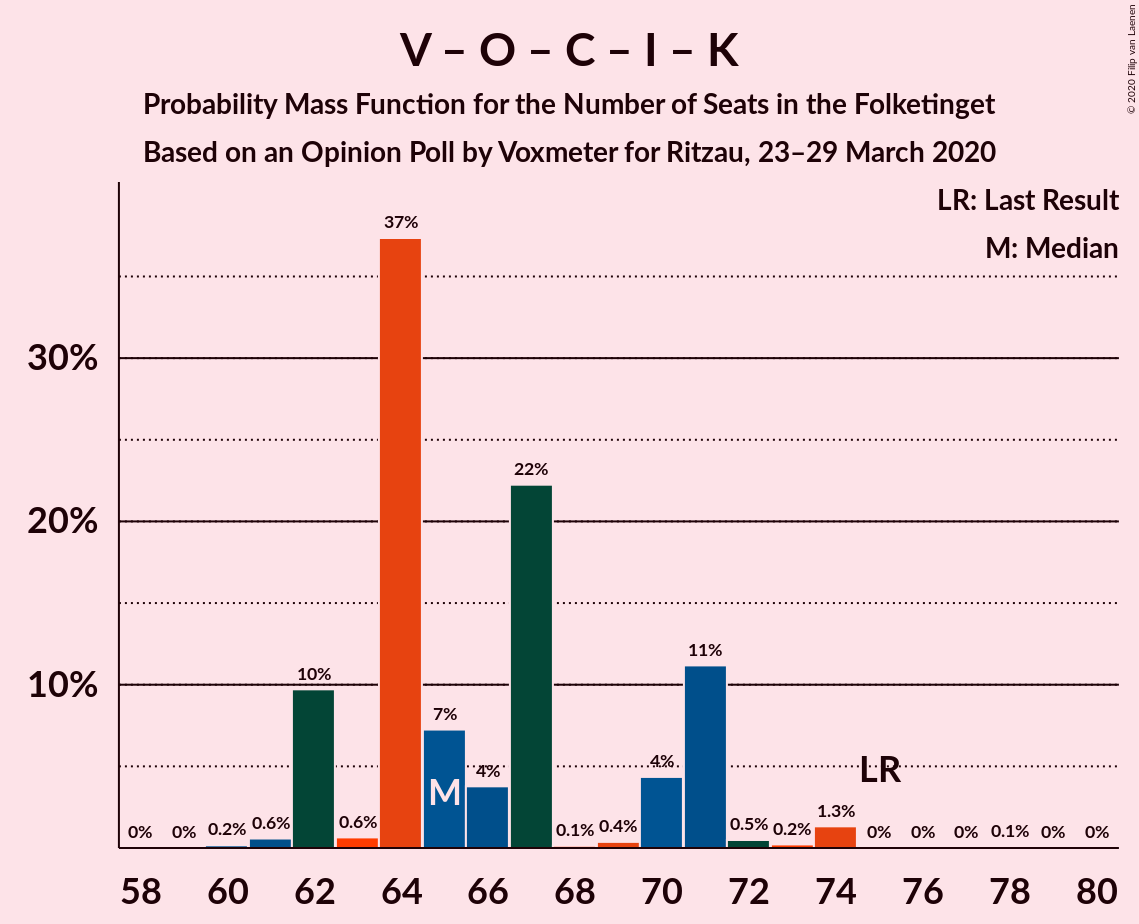 V – O – C – I – K
Probability Mass Function for the Number of Seats in the Folketinget
Based on an Opinion Poll by Voxmeter for Ritzau, 23–29 March 2020
© 2020 Filip van Laenen
LR: Last Result
M: Median
30%
20%
10%
0% 0% 0.2% 0.6% 10% 0.6% 37% 7% 4% 22% 0.1% 0.4% 4% 11% 0.5% 0.2% 1.3% 0% 0% 0% 0.1% 0% 0%
M
LR
58 60 62 64 66 68 70 72 74 76 78 80